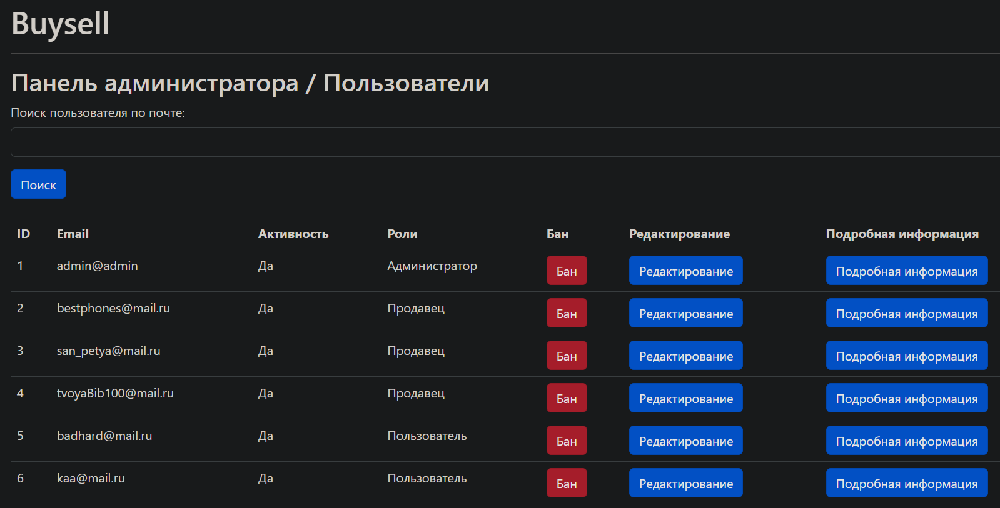 Buysell
Панель администратора / Пользователи
Поиск пользователя по почте:
Поиск
ID Email Активность Роли Бан Редактирование Подробная информация
1 admin@admin Да Администратор Бан Редактирование Подробная информация
2 bestphones@mail.ru Да Продавец Бан Редактирование Подробная информация
3 san_petya@mail.ru Да Продавец Бан Редактирование Подробная информация
4 tvoyaBib100@mail.ru Да Продавец Бан Редактирование Подробная информация
5 badhard@mail.ru Да Пользователь Бан Редактирование Подробная информация
6 kaa@mail.ru Да Пользователь Бан Редактирование Подробная информация